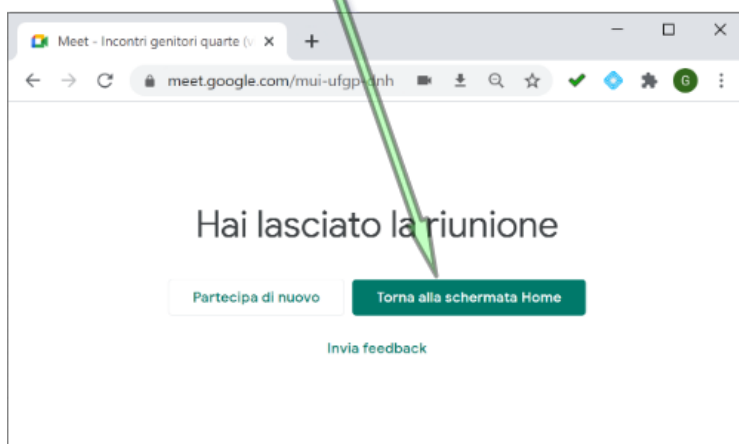 Meet - Incontri genitori quarte (v
meet.google.com/mui-ufgp-dnh
G
Hai lasciato la riunione
Partecipa di nuovo
Torna alla schermata Home
Invia feedback